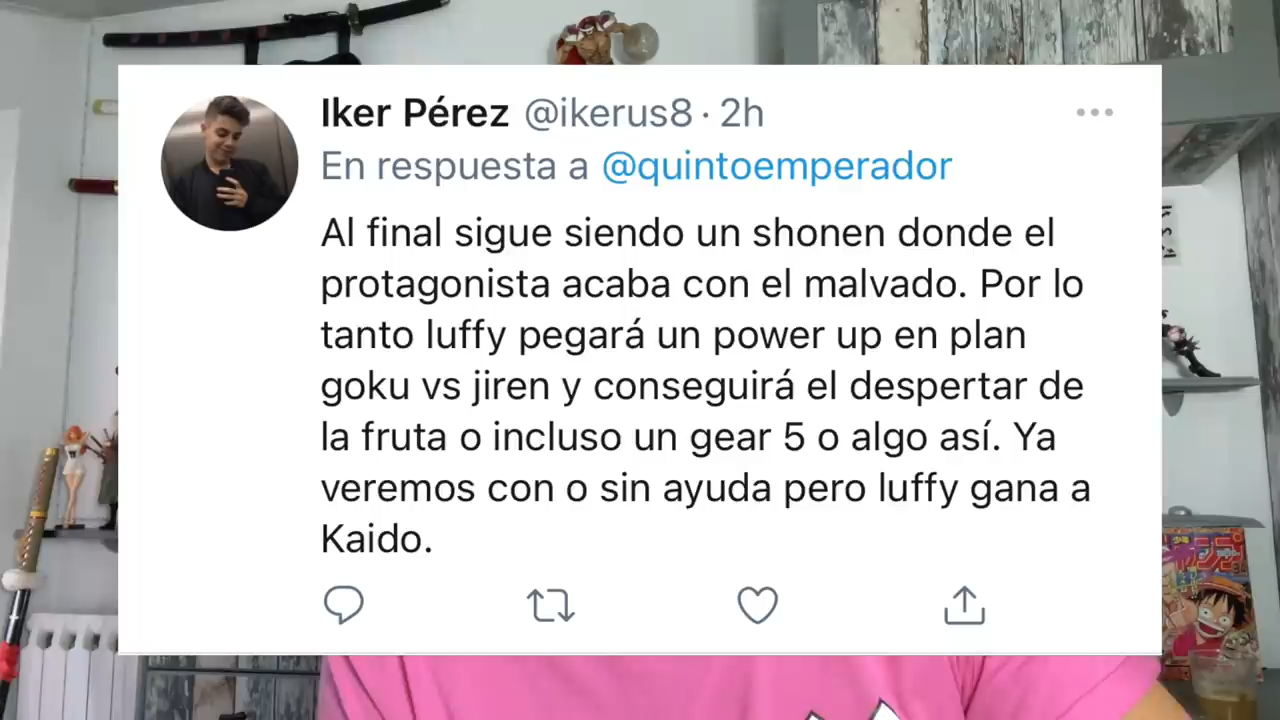 Iker Pérez @ikerus8 · 2h
En respuesta a @quintoemperador
Al final sigue siendo un shonen donde el
protagonista acaba con el malvado. Por lo
tanto luffy pegará un power up en plan
goku vs jiren y conseguirá el despertar de
la fruta o incluso un gear 5 o algo así. Ya
veremos con o sin ayuda pero luffy gana a
Kaido.